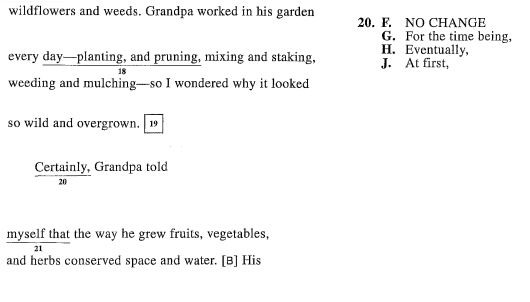 wildflowers and weeds. Grandpa worked in his garden
every day—planting, and pruning, mixing and staking,
18
weeding and mulching—so I wondered why it looked
so wild and overgrown. 19
Certainly, Grandpa told
20
myself that the way he grew fruits, vegetables,
21
and herbs conserved space and water. [B] His
20. F. NO CHANGE
G. For the time being,
H. Eventually,
J. At first,